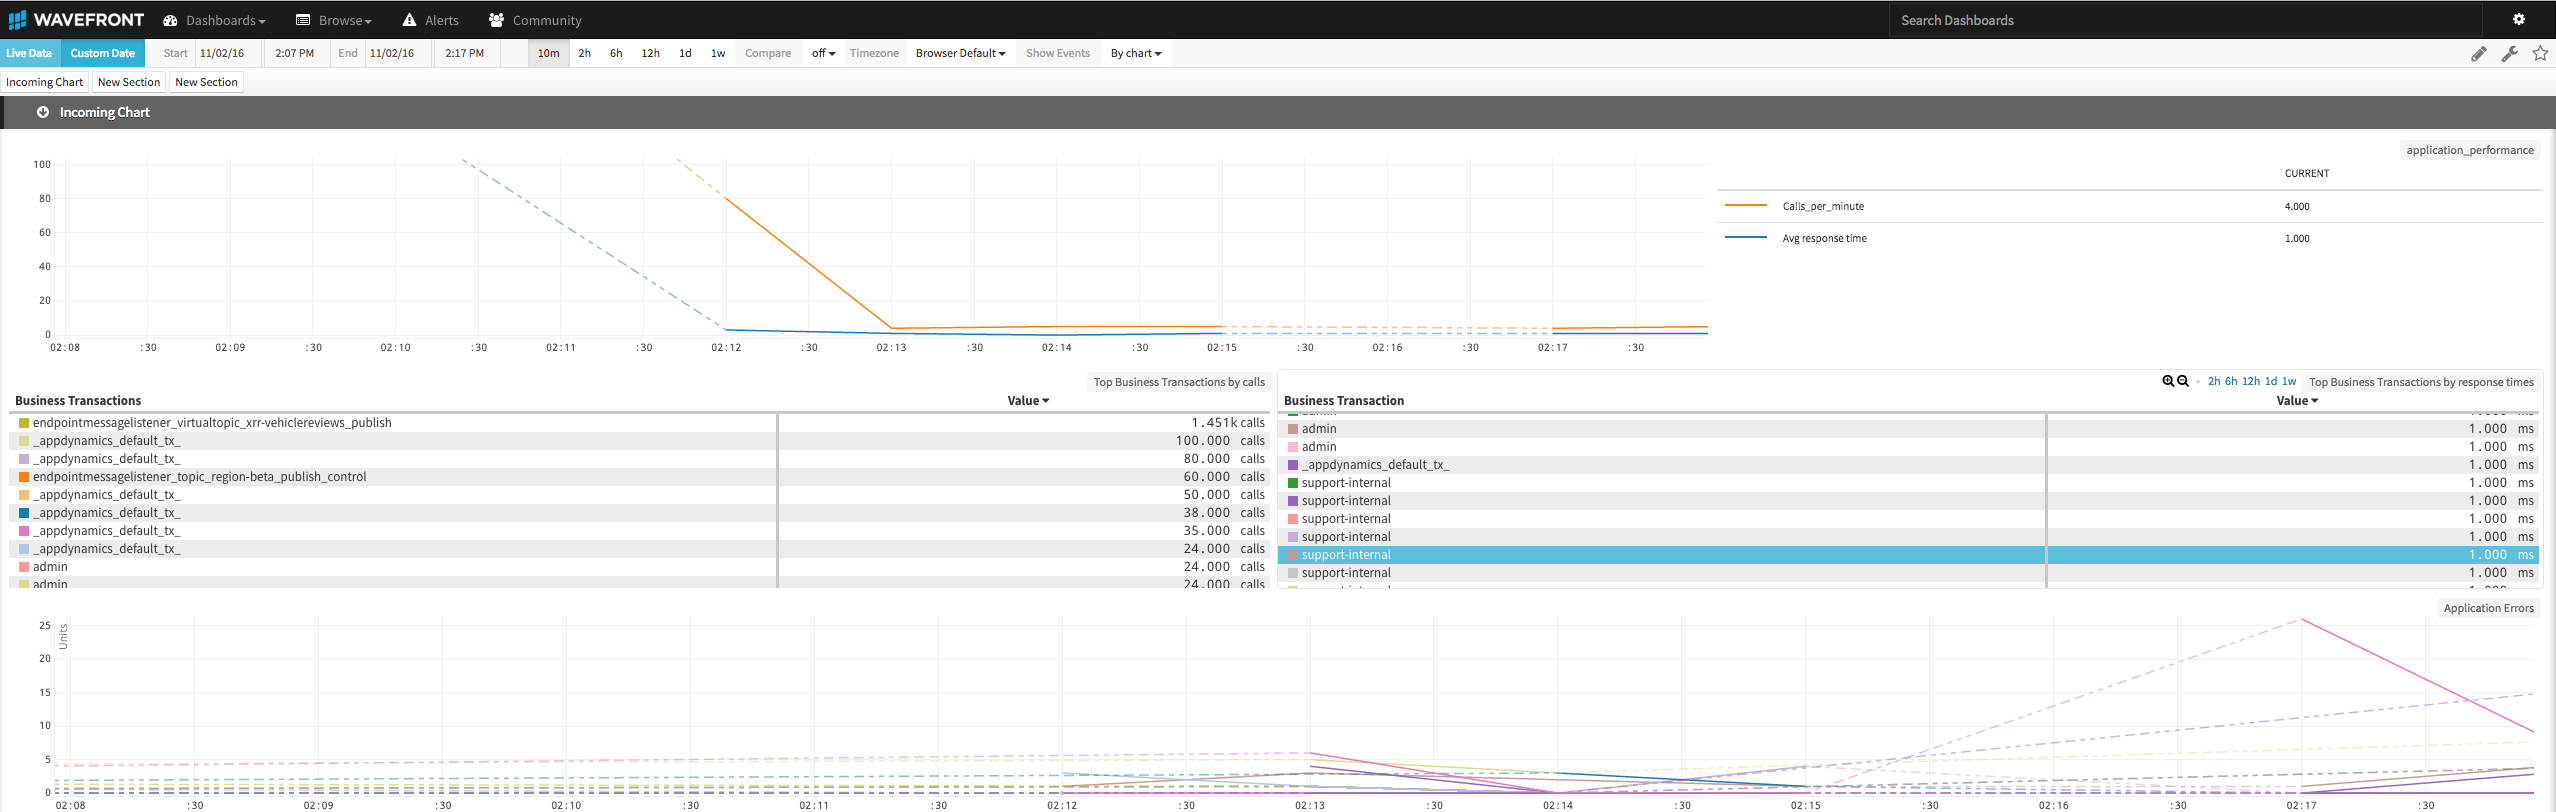 WAVEFRONT Dashboards Browse Alerts Community Search Dashboards
Live Data Custom Date Start 11/02/16 2:07 PM End 11/02/16 2:17 PM 10m 2h 6h 12h 1d 1w Compare off Timezone Browser Default Show Events By chart
Incoming Chart New Section New Section
Incoming Chart
application_performance
CURRENT
Calls_per_minute 4.000
Avg response time 1.000
100
80
60
40
20
0
02:08 :30 02:09 :30 02:10 :30 02:11 :30 02:12 :30 02:13 :30 02:14 :30 02:15 :30 02:16 :30 02:17 :30
Top Business Transactions by calls
Business Transactions Value
endpointmessagelistener_virtualtopic_xrr-vehiclereviews_publish 1.451k calls
_appdynamics_default_tx_ 100.000 calls
_appdynamics_default_tx_ 80.000 calls
endpointmessagelistener_topic_region-beta_publish_control 60.000 calls
_appdynamics_default_tx_ 50.000 calls
_appdynamics_default_tx_ 38.000 calls
_appdynamics_default_tx_ 35.000 calls
_appdynamics_default_tx_ 24.000 calls
admin 24.000 calls
admin 24.000 calls
2h 6h 12h 1d 1w Top Business Transactions by response times
Business Transaction Value
admin 1.000 ms
admin 1.000 ms
_appdynamics_default_tx_ 1.000 ms
support-internal 1.000 ms
support-internal 1.000 ms
support-internal 1.000 ms
support-internal 1.000 ms
support-internal 1.000 ms
support-internal 1.000 ms
Application Errors
Units
25
20
15
10
5
0
02:08 :30 02:09 :30 02:10 :30 02:11 :30 02:12 :30 02:13 :30 02:14 :30 02:15 :30 02:16 :30 02:17 :30